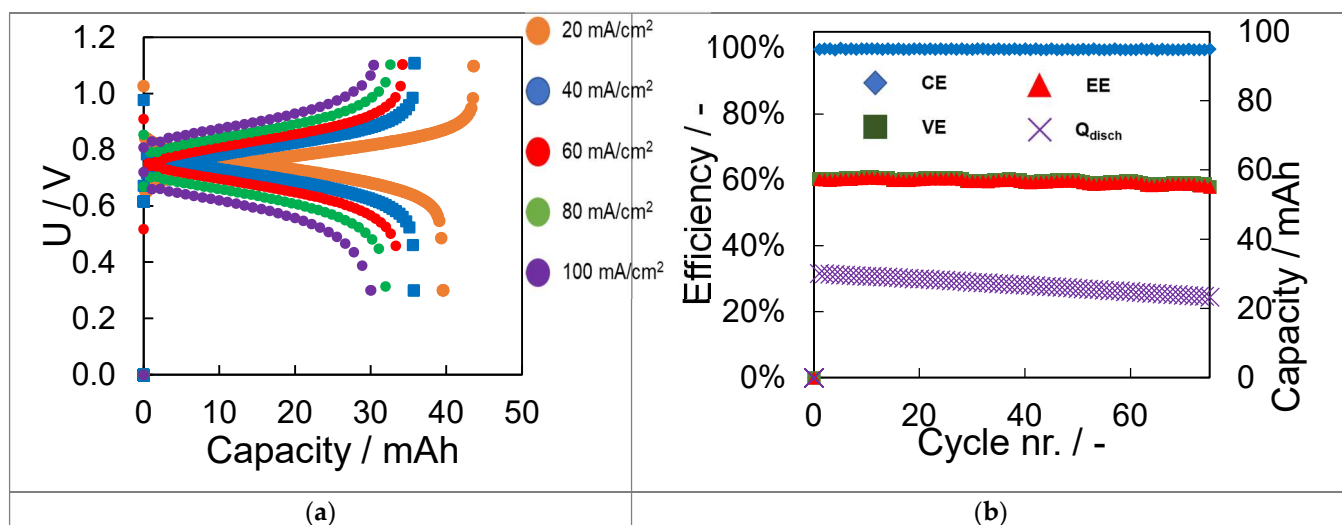 1.2
1.0
0.8
0.6
0.4
0.2
0.0
U / V
0
10
20
30
40
50
Capacity / mAh
20 mA/cm²
40 mA/cm²
60 mA/cm²
80 mA/cm²
100 mA/cm²
(a)
100%
80%
60%
40%
20%
0%
Efficiency / -
CE
EE
VE
Qdisch
100
80
60
40
20
0
Capacity / mAh
0
20
40
60
Cycle nr. / -
(b)